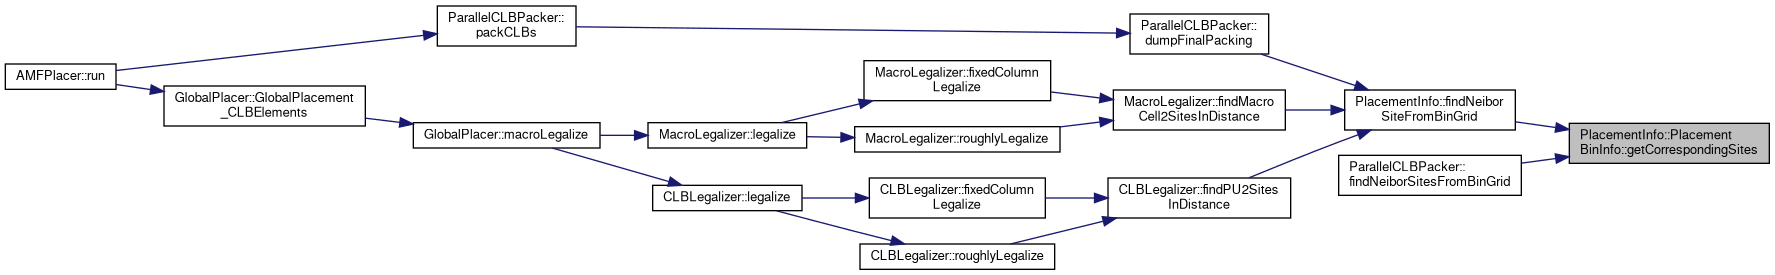 ParallelCLBPacker::
packCLBs
ParallelCLBPacker::
dumpFinalPacking
AMFPlacer::run
GlobalPlacer::GlobalPlacement
_CLBElements
MacroLegalizer::fixedColumn
Legalize
MacroLegalizer::findMacro
Cell2SitesInDistance
PlacementInfo::findNeibor
SiteFromBinGrid
GlobalPlacer::macroLegalize
MacroLegalizer::legalize
MacroLegalizer::roughlyLegalize
PlacementInfo::Placement
BinInfo::getCorrespondingSites
ParallelCLBPacker::
findNeiborSitesFromBinGrid
CLBLegalizer::legalize
CLBLegalizer::fixedColumn
Legalize
CLBLegalizer::findPU2Sites
InDistance
CLBLegalizer::roughlyLegalize